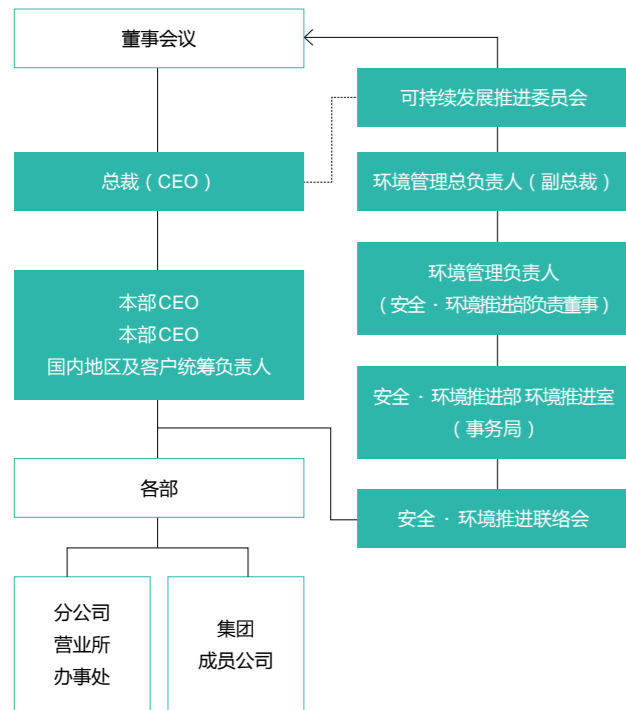 董事会议
可持续发展推进委员会
总裁（CEO）
环境管理总负责人（副总裁）
环境管理负责人
（安全・环境推进部负责董事）
本部CEO
本部CEO
国内地区及客户统筹负责人
安全・环境推进部 环境推进室
（事务局）
各部
安全・环境推进联络会
分公司
营业所
办事处
集团
成员公司